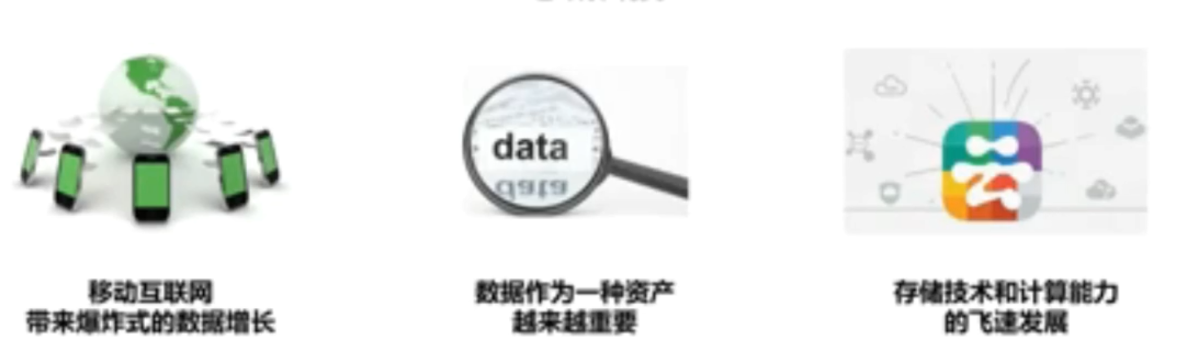 data
data
云
移动互联网
带来爆炸式的数据增长
数据作为一种资产
越来越重要
存储技术和计算能力
的飞速发展